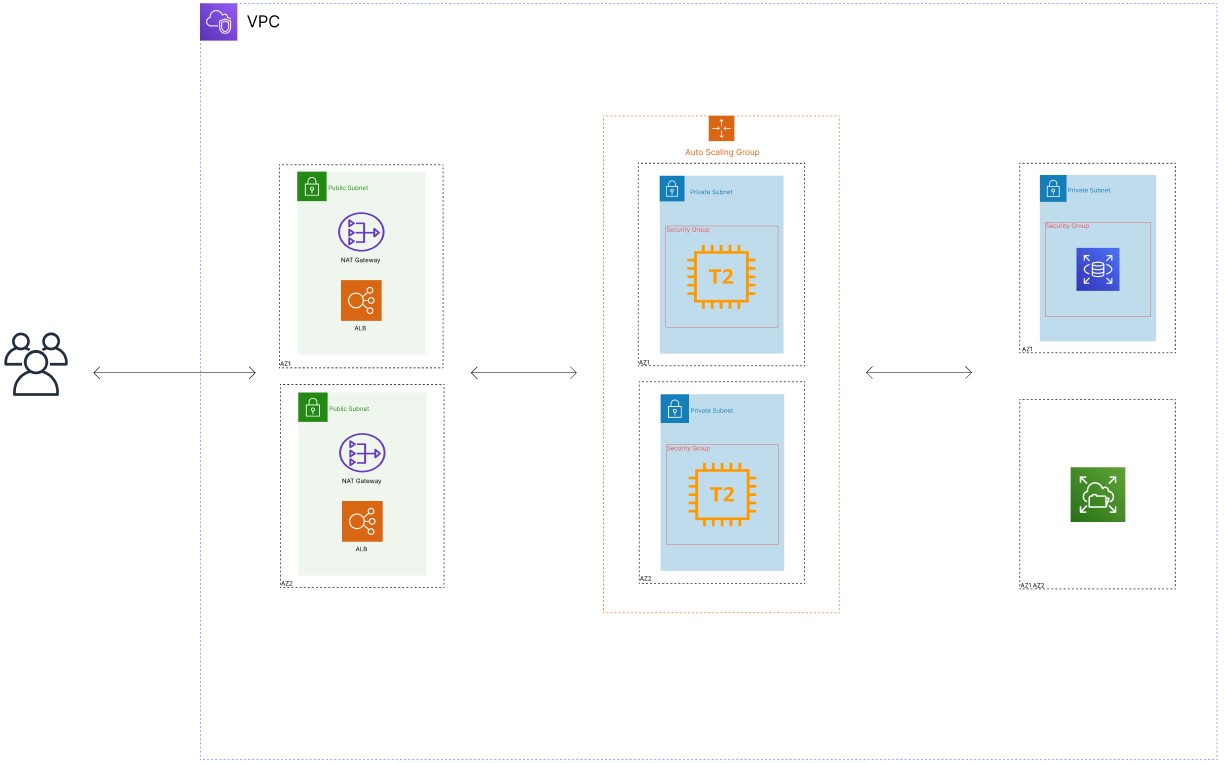 VPC
Public Subnet
NAT Gateway
ALB
AZ1
Public Subnet
NAT Gateway
ALB
AZ2
Auto Scaling Group
Private Subnet
Security Group
T2
AZ1
Private Subnet
Security Group
T2
AZ2
Private Subnet
Security Group
AZ1
AZ1 AZ2